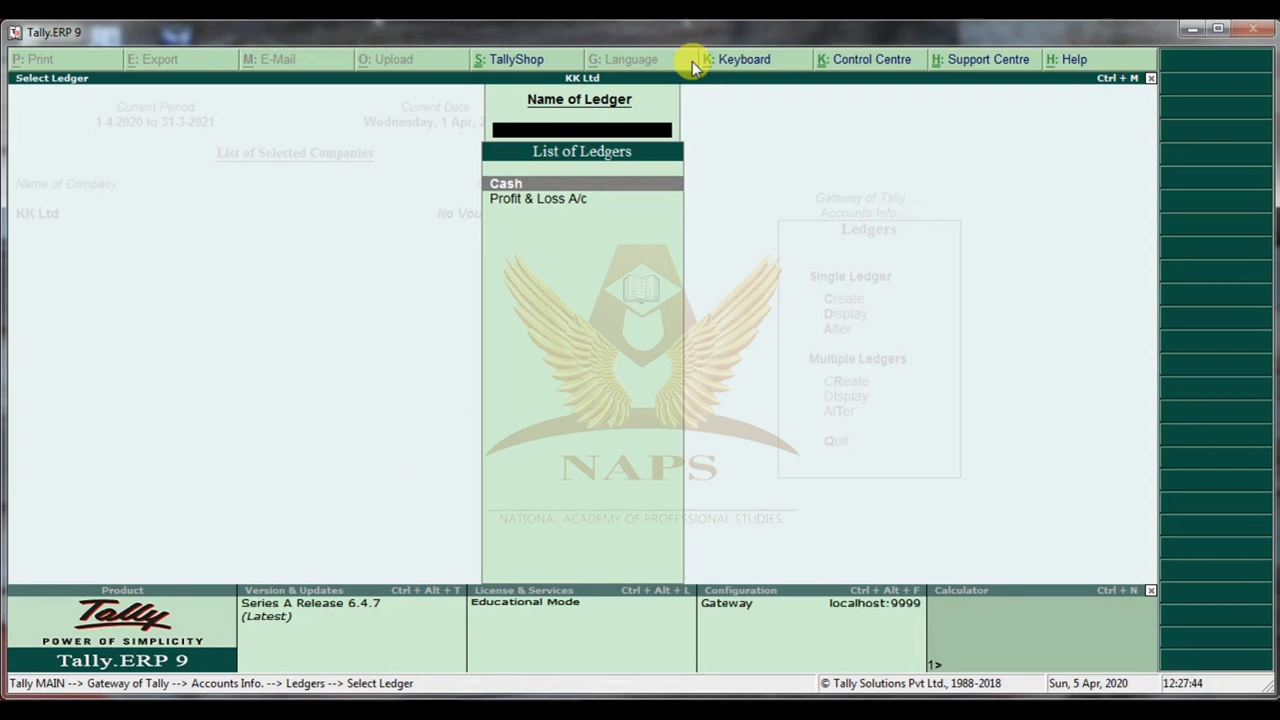 Tally.ERP 9
P: Print
E: Export
M: E-Mail
O: Upload
S: TallyShop
G: Language
K: Keyboard
K: Control Centre
H: Support Centre
H: Help
Select Ledger
KK Ltd
Ctrl + M
Current Period
1-4-2020 to 31-3-2021
Current Date
Wednesday, 1 Apr, 2
List of Selected Companies
Name of Company
KK Ltd
No Vou
Name of Ledger
List of Ledgers
Cash
Profit & Loss A/c
Gateway of Tally ....
Accounts Info. ....
Ledgers
Single Ledger
Create
Display
Alter
Multiple Ledgers
CReate
DIsplay
AlTer
Quit
NAPS
NATIONAL ACADEMY OF PROFESSIONAL STUDIES
Product
Tally
POWER OF SIMPLICITY
Tally.ERP 9
Version & Updates
Ctrl + Alt + T
Series A Release 6.4.7
(Latest)
License & Services
Ctrl + Alt + L
Educational Mode
Configuration
Ctrl + Alt + F
Gateway
localhost:9999
Calculator
Ctrl + N
1>
Tally MAIN --> Gateway of Tally --> Accounts Info. --> Ledgers --> Select Ledger
© Tally Solutions Pvt Ltd., 1988-2018
Sun, 5 Apr, 2020
12:27:44